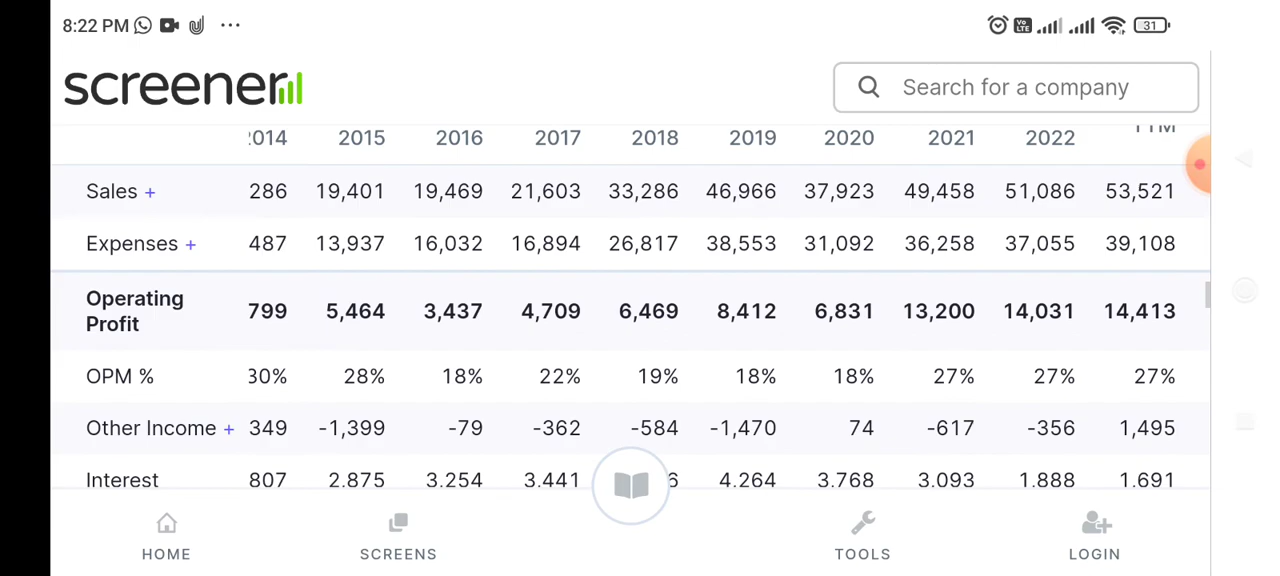 8:22 PM
Vo LTE
31
screener
Search for a company
2014 2015 2016 2017 2018 2019 2020 2021 2022 TTM
Sales + 286 19,401 19,469 21,603 33,286 46,966 37,923 49,458 51,086 53,521
Expenses + 487 13,937 16,032 16,894 26,817 38,553 31,092 36,258 37,055 39,108
Operating
Profit 799 5,464 3,437 4,709 6,469 8,412 6,831 13,200 14,031 14,413
OPM % 30% 28% 18% 22% 19% 18% 18% 27% 27% 27%
Other Income + 349 -1,399 -79 -362 -584 -1,470 74 -617 -356 1,495
Interest 807 2,875 3,254 3,441 6 4,264 3,768 3,093 1,888 1,691
HOME SCREENS TOOLS LOGIN